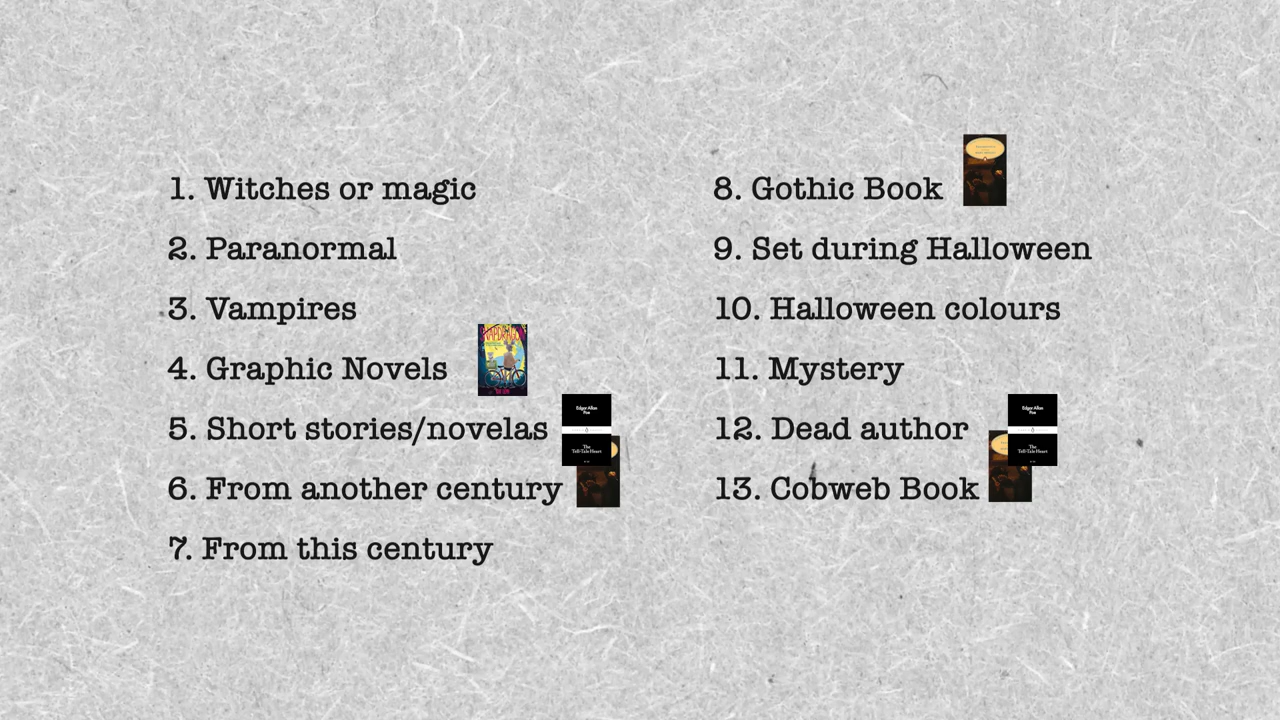 1. Witches or magic
2. Paranormal
3. Vampires
4. Graphic Novels
5. Short stories/novelas
6. From another century
7. From this century
8. Gothic Book
9. Set during Halloween
10. Halloween colours
11. Mystery
12. Dead author
13. Cobweb Book
Edgar Allan
Poe
The
Tell-Tale Heart
Edgar Allan
Poe
The
Tell-Tale Heart